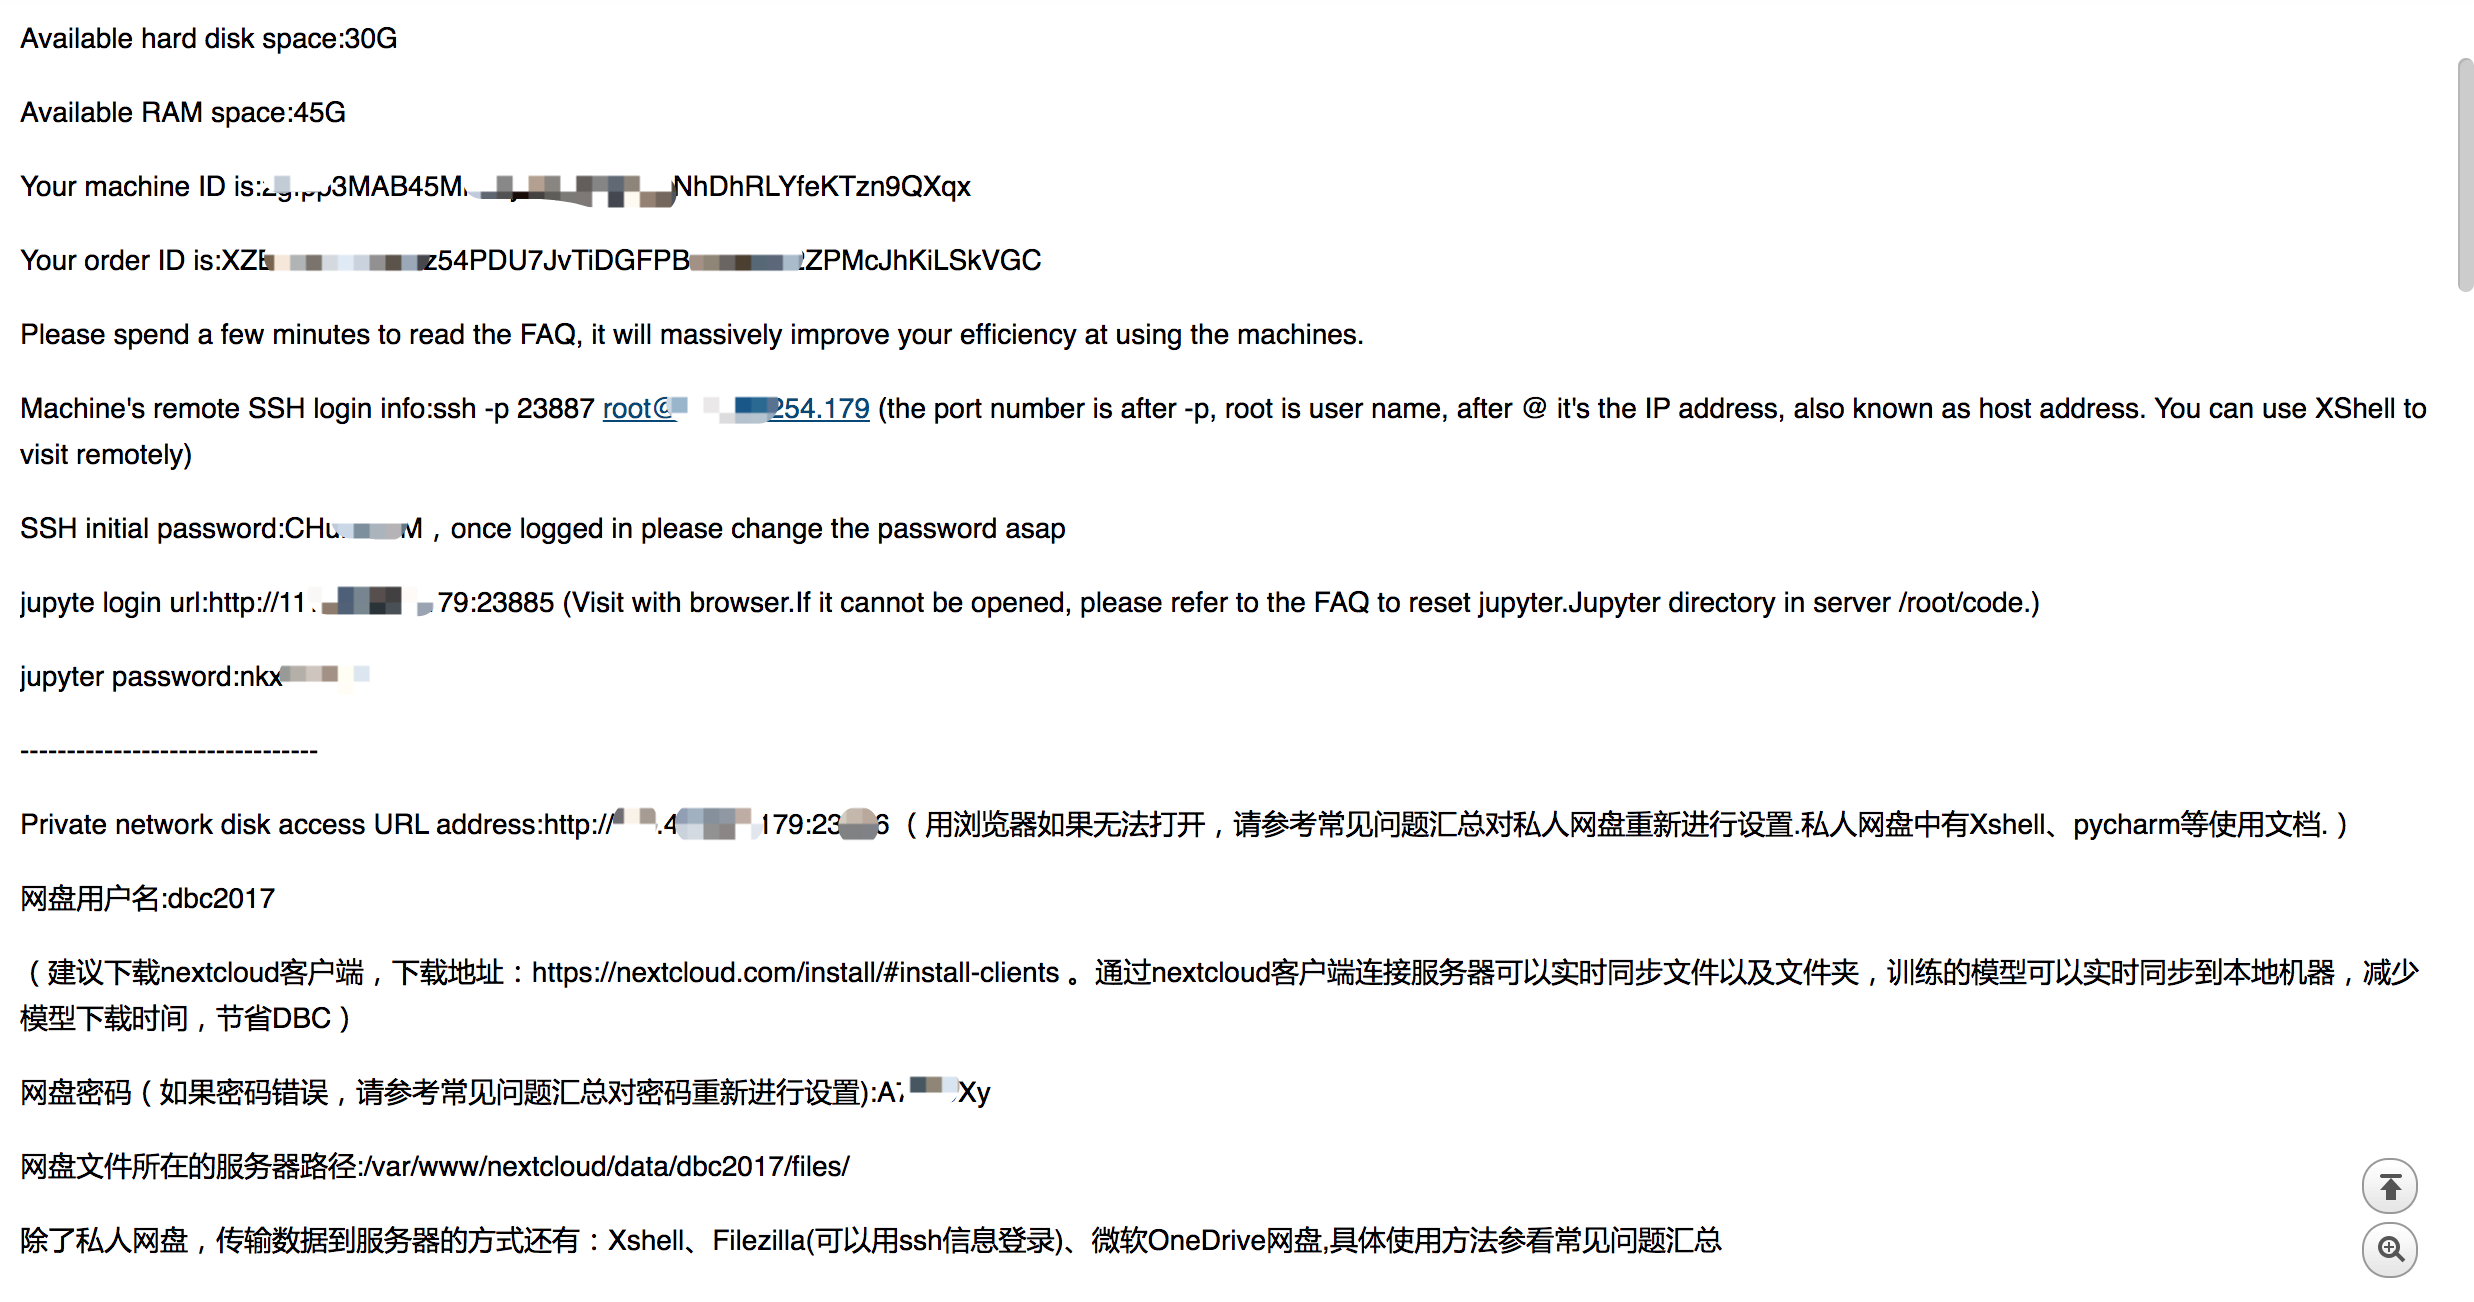 Available hard disk space:30G
Available RAM space:45G
Your machine ID is: 3MAB45M NhDhRLYfeKTzn9QXqx
Your order ID is:XZE z54PDU7JvTiDGFPB ZPMcJhKiLSkVGC
Please spend a few minutes to read the FAQ, it will massively improve your efficiency at using the machines.
Machine's remote SSH login info:ssh -p 23887 root@ 254.179 (the port number is after -p, root is user name, after @ it's the IP address, also known as host address. You can use XShell to
visit remotely)
SSH initial password:CHu M，once logged in please change the password asap
jupyte login url:http://11. 79:23885 (Visit with browser.If it cannot be opened, please refer to the FAQ to reset jupyter.Jupyter directory in server /root/code.)
jupyter password:nkx
--------------------------------
Private network disk access URL address:http:// .4 179:23 6（用浏览器如果无法打开，请参考常见问题汇总对私人网盘重新进行设置.私人网盘中有Xshell、pycharm等使用文档.）
网盘用户名:dbc2017
（建议下载nextcloud客户端，下载地址：https://nextcloud.com/install/#install-clients 。通过nextcloud客户端连接服务器可以实时同步文件以及文件夹，训练的模型可以实时同步到本地机器，减少
模型下载时间，节省DBC）
网盘密码（如果密码错误，请参考常见问题汇总对密码重新进行设置):A Xy
网盘文件所在的服务器路径:/var/www/nextcloud/data/dbc2017/files/
除了私人网盘，传输数据到服务器的方式还有：Xshell、Filezilla(可以用ssh信息登录)、微软OneDrive网盘,具体使用方法参看常见问题汇总